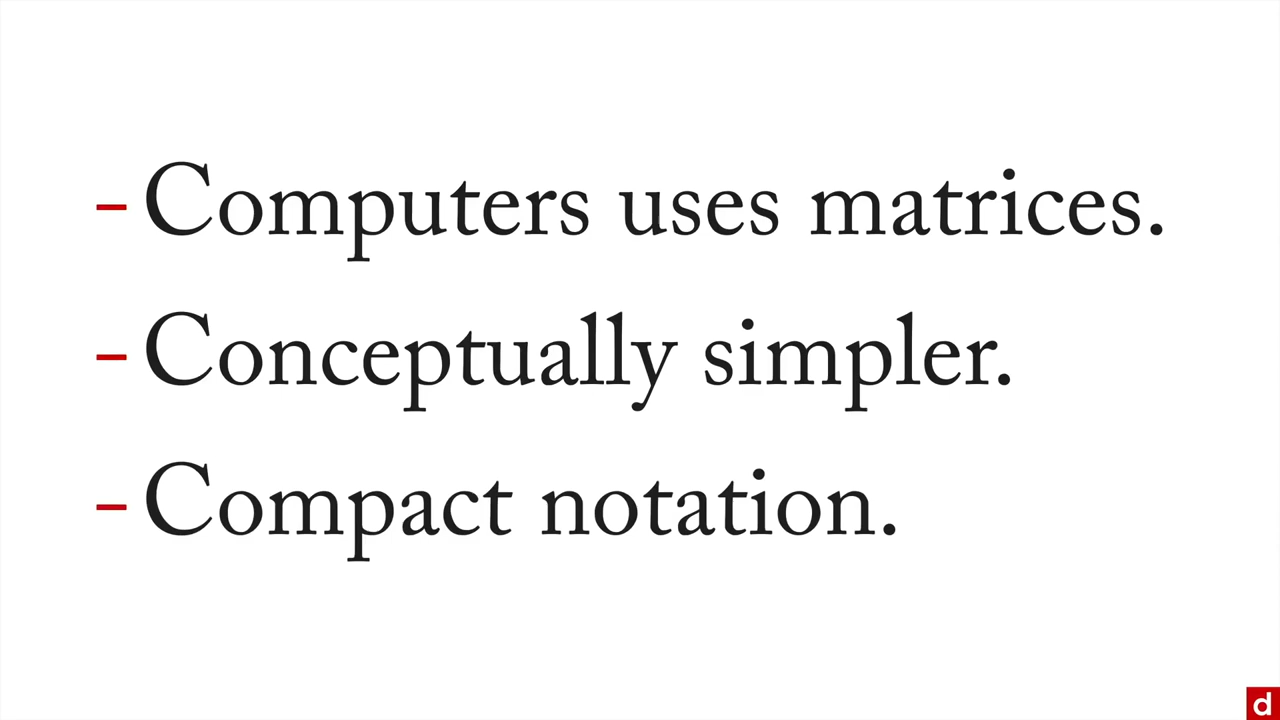 - Computers uses matrices.
- Conceptually simpler.
- Compact notation.
d